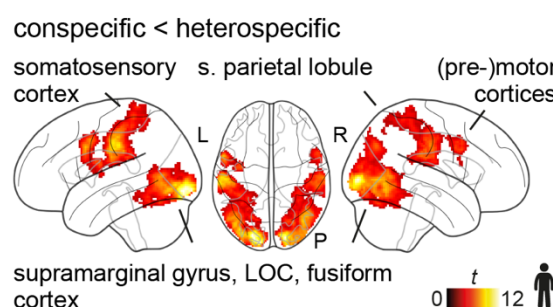 conspecific < heterospecific
somatosensory cortex
s. parietal lobule
(pre-)motor cortices
L
R
P
supramarginal gyrus, LOC, fusiform
cortex
t
0 12